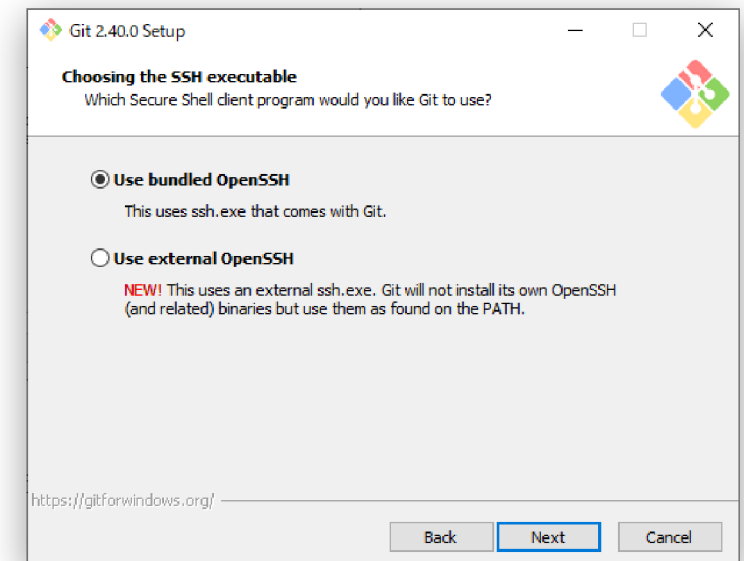 Git 2.40.0 Setup
Choosing the SSH executable
Which Secure Shell client program would you like Git to use?
Use bundled OpenSSH
This uses ssh.exe that comes with Git.
Use external OpenSSH
NEW! This uses an external ssh.exe. Git will not install its own OpenSSH
(and related) binaries but use them as found on the PATH.
https://gitforwindows.org/
Back
Next
Cancel